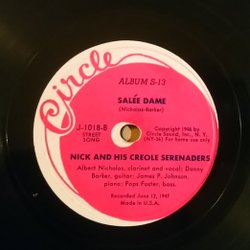 Circle
ALBUM S-13
SALÉE DAME
(Nicholas-Barker)
J-1018-B
STREET
SONG
Copyright 1948 by
Circle Sound, Inc., N. Y.
(NY-36) For Home Use
NICK AND HIS CREOLE SERENADERS
Albert Nicholas, clarinet and vocal; Danny
Barker, guitar; James P. Johnson,
piano; Pops Foster, bass.
Recorded June 12, 1947
Made in U.S.A.